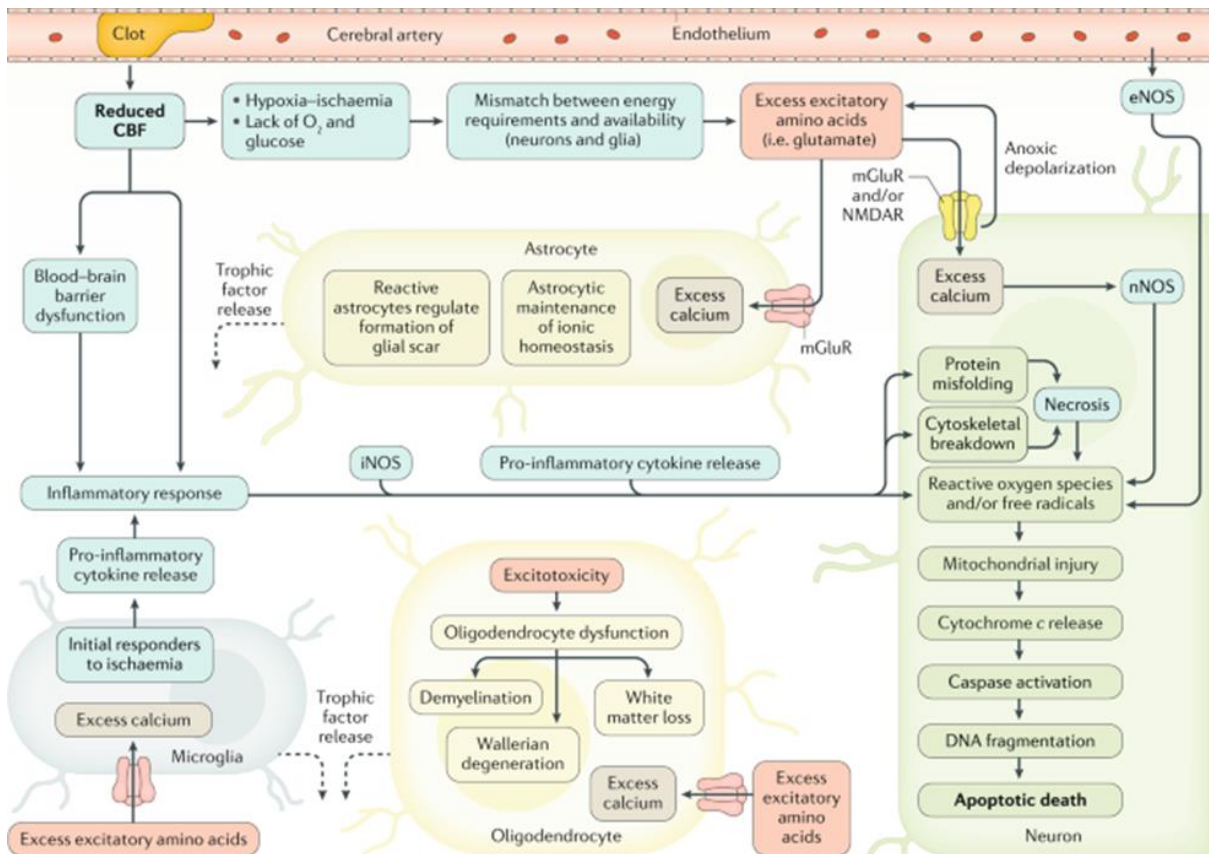 Clot
Cerebral artery
Endothelium
Reduced
CBF
• Hypoxia–ischaemia
• Lack of O₂ and
glucose
Mismatch between energy
requirements and availability
(neurons and glia)
Excess excitatory
amino acids
(i.e. glutamate)
eNOS
Anoxic
depolarization
mGluR
and/or
NMDAR
Blood–brain
barrier
dysfunction
Trophic
factor
release
Astrocyte
Reactive
astrocytes regulate
formation of
glial scar
Astrocytic
maintenance
of ionic
homeostasis
Excess
calcium
mGluR
Excess
calcium
nNOS
Protein
misfolding
Necrosis
Cytoskeletal
breakdown
Inflammatory response
iNOS
Pro-inflammatory cytokine release
Reactive oxygen species
and/or free radicals
Pro-inflammatory
cytokine release
Initial responders
to ischaemia
Excess calcium
Microglia
Excess excitatory amino acids
Trophic
factor
release
Excitotoxicity
Oligodendrocyte dysfunction
Demyelination
White
matter loss
Wallerian
degeneration
Excess
calcium
Excess
excitatory
amino
acids
Oligodendrocyte
Mitochondrial injury
Cytochrome c release
Caspase activation
DNA fragmentation
Apoptotic death
Neuron